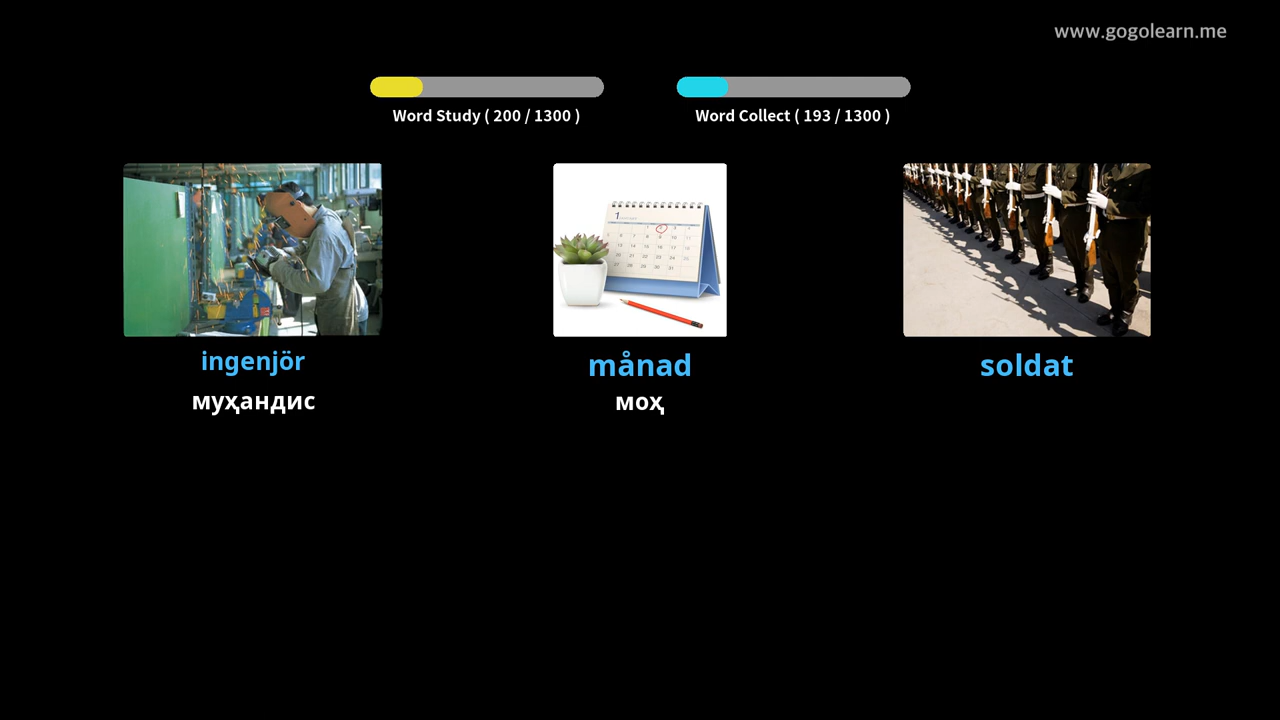 www.gogolearn.me
Word Study ( 200 / 1300 )
Word Collect ( 193 / 1300 )
ingenjör
månad
soldat
муҳандис
моҳ